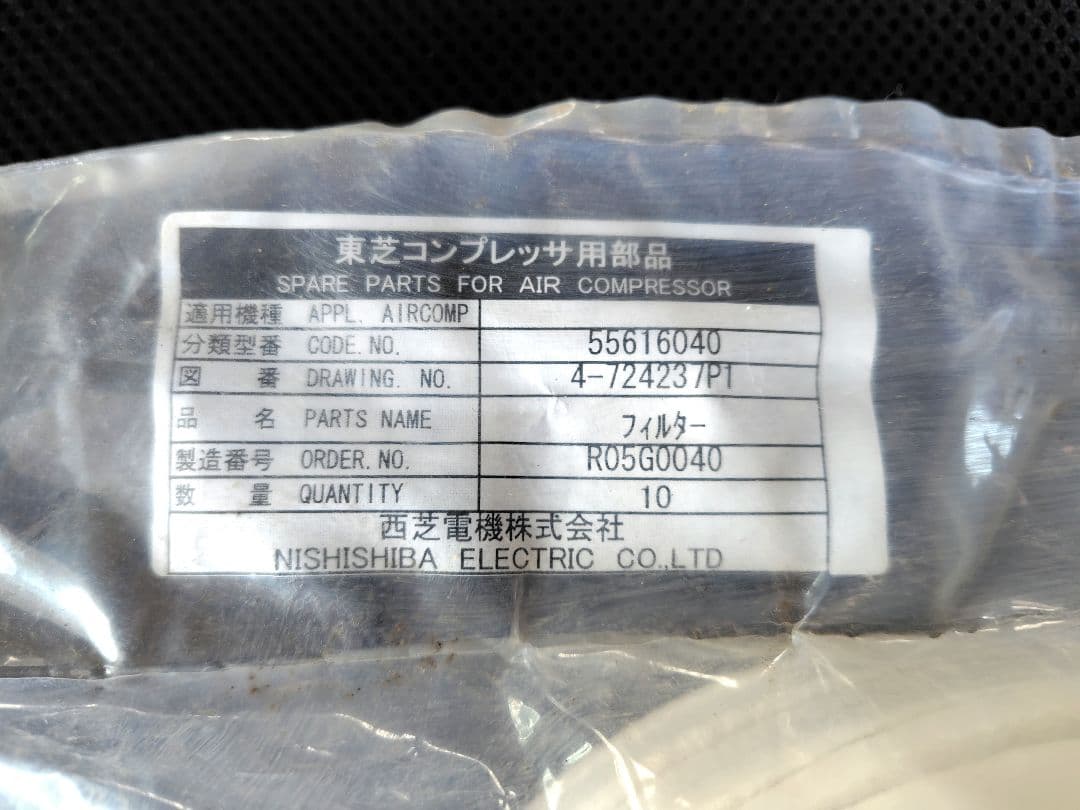 東芝コンプレッサ用部品
SPARE PARTS FOR AIR COMPRESSOR
適用機種 APPL. AIRCOMP
分類型番 CODE.NO. 55616040
図 番 DRAWING. NO. 4-724237P1
品 名 PARTS NAME フィルター
製造番号 ORDER.NO. R05G0040
数 量 QUANTITY 10
西芝電機株式会社
NISHISHIBA ELECTRIC CO.,LTD